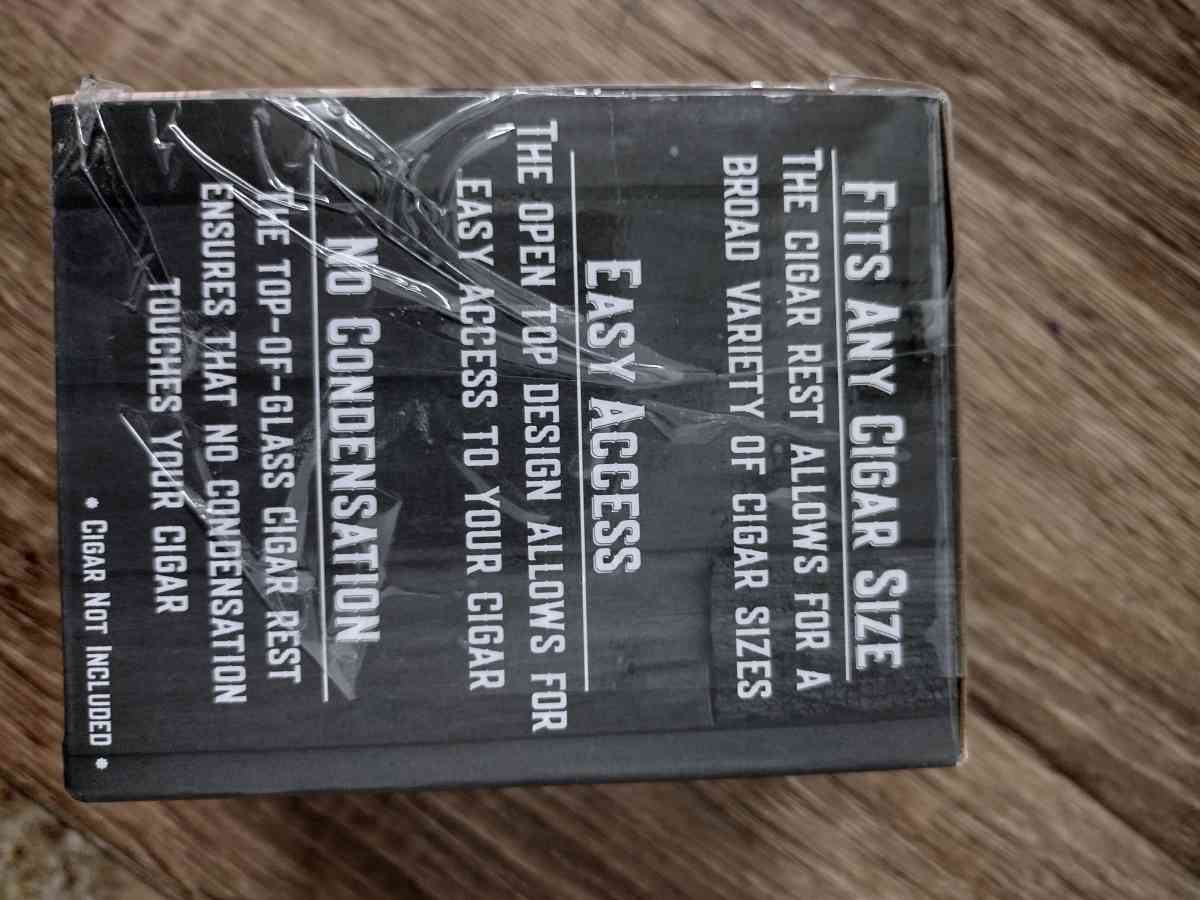 FITS ANY CIGAR SIZE
THE CIGAR REST ALLOWS FOR A
BROAD VARIETY OF CIGAR SIZES
EASY ACCESS
THE OPEN TOP DESIGN ALLOWS FOR
EASY ACCESS TO YOUR CIGAR
NO CONDENSATION
THE TOP-OF-GLASS CIGAR REST
ENSURES THAT NO CONDENSATION
TOUCHES YOUR CIGAR
* CIGAR NOT INCLUDED *